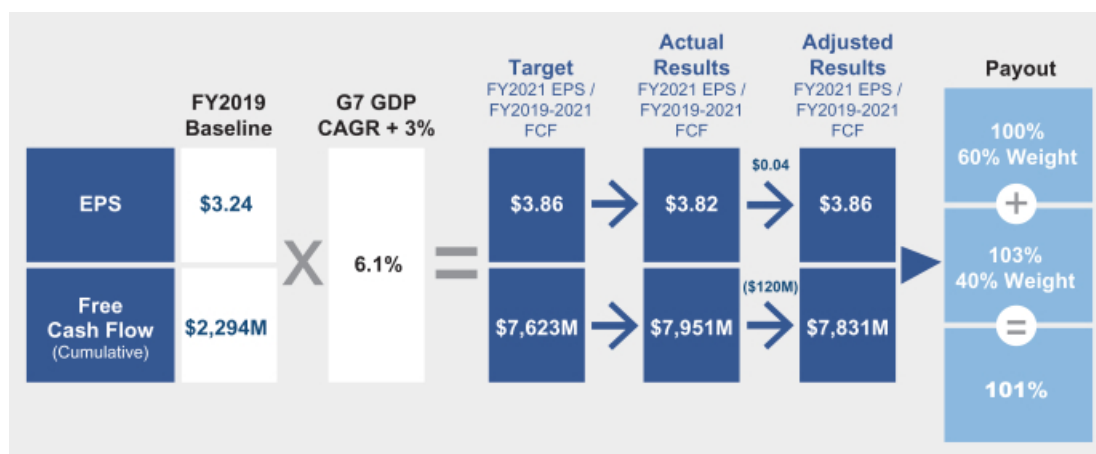 FY2019
Baseline
G7 GDP
CAGR + 3%
Target
FY2021 EPS /
FY2019-2021
FCF
Actual
Results
FY2021 EPS /
FY2019-2021
FCF
Adjusted
Results
FY2021 EPS /
FY2019-2021
FCF
Payout
EPS
$3.24
X
6.1%
=
$3.86
$3.82
$0.04
$3.86
100%
60% Weight
+
Free
Cash Flow
(Cumulative)
$2,294M
$7,623M
$7,951M
($120M)
$7,831M
103%
40% Weight
=
101%